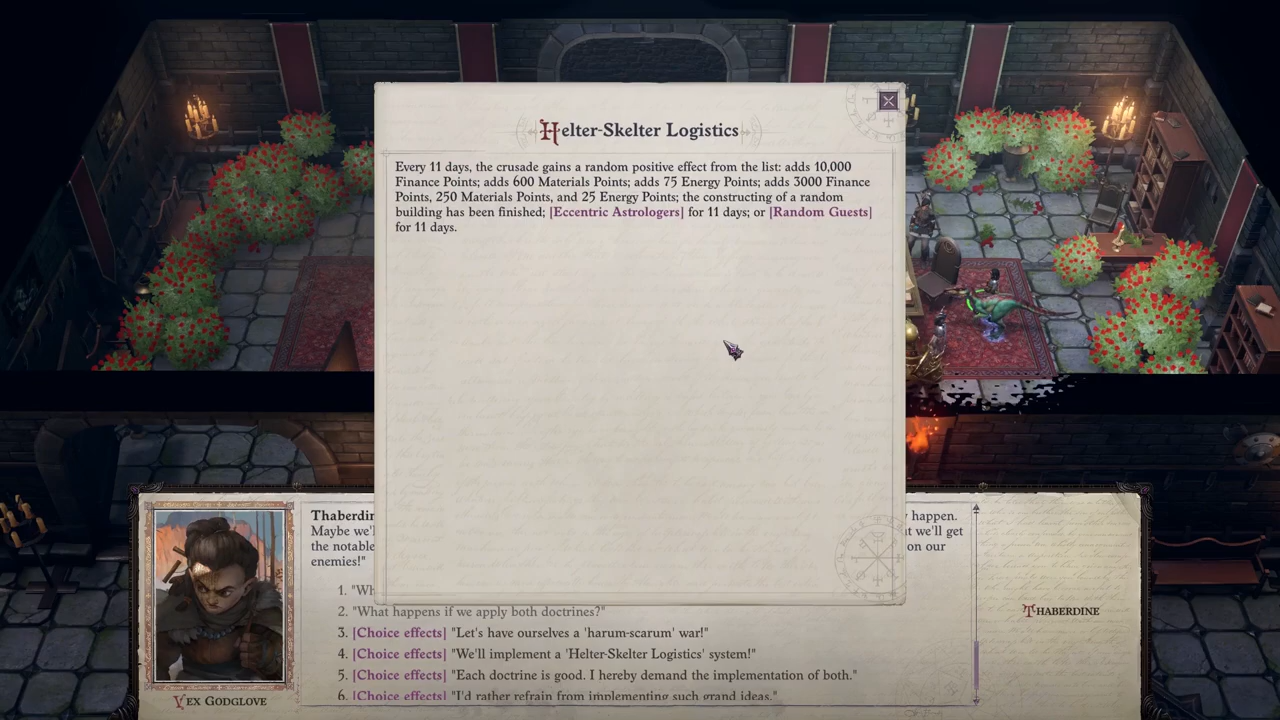 Helter-Skelter Logistics
Every 11 days, the crusade gains a random positive effect from the list: adds 10,000
Finance Points; adds 600 Materials Points; adds 75 Energy Points; adds 3000 Finance
Points, 250 Materials Points, and 25 Energy Points; the constructing of a random
building has been finished; |Eccentric Astrologers| for 11 days; or |Random Guests|
for 11 days.
Thaberdin happen.
Maybe we'l t we'll get
the notable on our
enemies!"
1. "Wh
2. "What happens if we apply both doctrines?"
3. |Choice effects| "Let's have ourselves a 'harum-scarum' war!"
4. |Choice effects| "We'll implement a 'Helter-Skelter Logistics' system!"
5. |Choice effects| "Each doctrine is good. I hereby demand the implementation of both."
6. |Choice effects| "I'd rather refrain from implementing such grand ideas."
Vex Godglove
Thaberdine